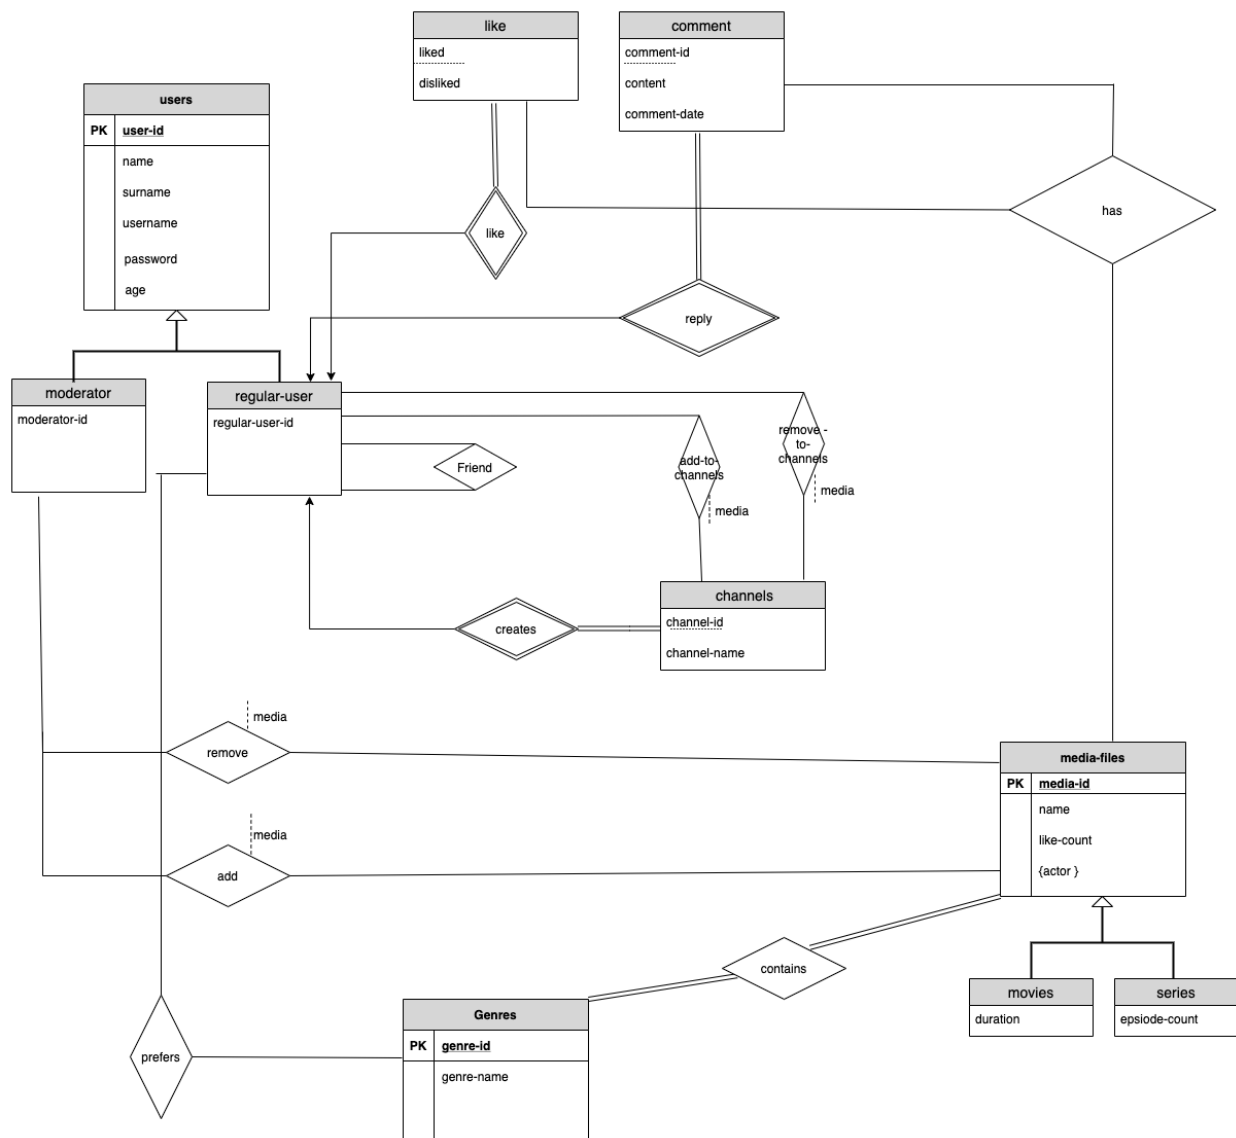 like
liked
disliked
comment
comment-id
content
comment-date
users
PK user-id
name
surname
username
password
age
has
like
reply
moderator
moderator-id
regular-user
regular-user-id
Friend
add-to-
channels
media
remove -
to-
channels
media
channels
channel-id
channel-name
creates
media
remove
media
add
media-files
PK media-id
name
like-count
{actor }
contains
movies
duration
series
epsiode-count
prefers
Genres
PK genre-id
genre-name